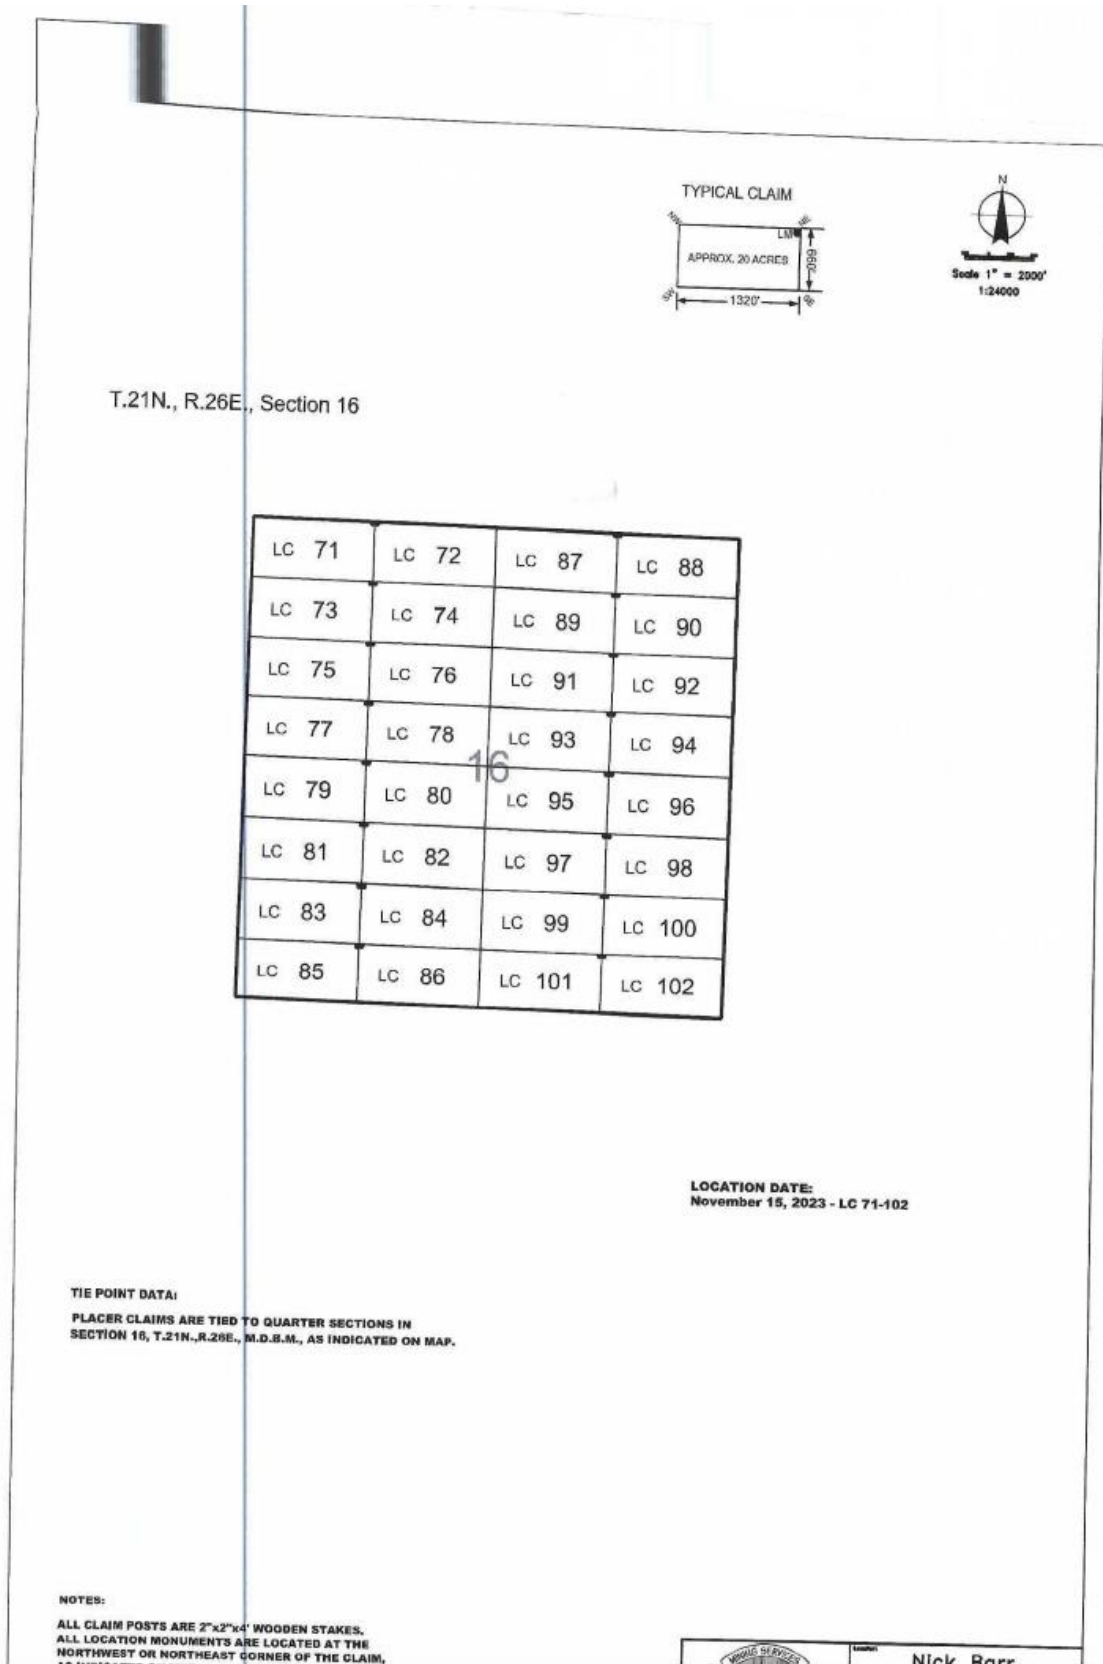 TYPICAL CLAIM
N
NW
NE
LM
APPROX. 20 ACRES
660'
SW
SE
1320'
Scale 1" = 2000'
1:24000
T.21N., R.26E., Section 16
LC 71 LC 72 LC 87 LC 88
LC 73 LC 74 LC 89 LC 90
LC 75 LC 76 LC 91 LC 92
LC 77 LC 78 LC 93 LC 94
16
LC 79 LC 80 LC 95 LC 96
LC 81 LC 82 LC 97 LC 98
LC 83 LC 84 LC 99 LC 100
LC 85 LC 86 LC 101 LC 102
LOCATION DATE:
November 15, 2023 - LC 71-102
TIE POINT DATA:
PLACER CLAIMS ARE TIED TO QUARTER SECTIONS IN
SECTION 16, T.21N.,R.26E., M.D.B.M., AS INDICATED ON MAP.
NOTES:
ALL CLAIM POSTS ARE 2"x2"x4' WOODEN STAKES.
ALL LOCATION MONUMENTS ARE LOCATED AT THE
NORTHWEST OR NORTHEAST CORNER OF THE CLAIM,
SERVICES
Nick Barr